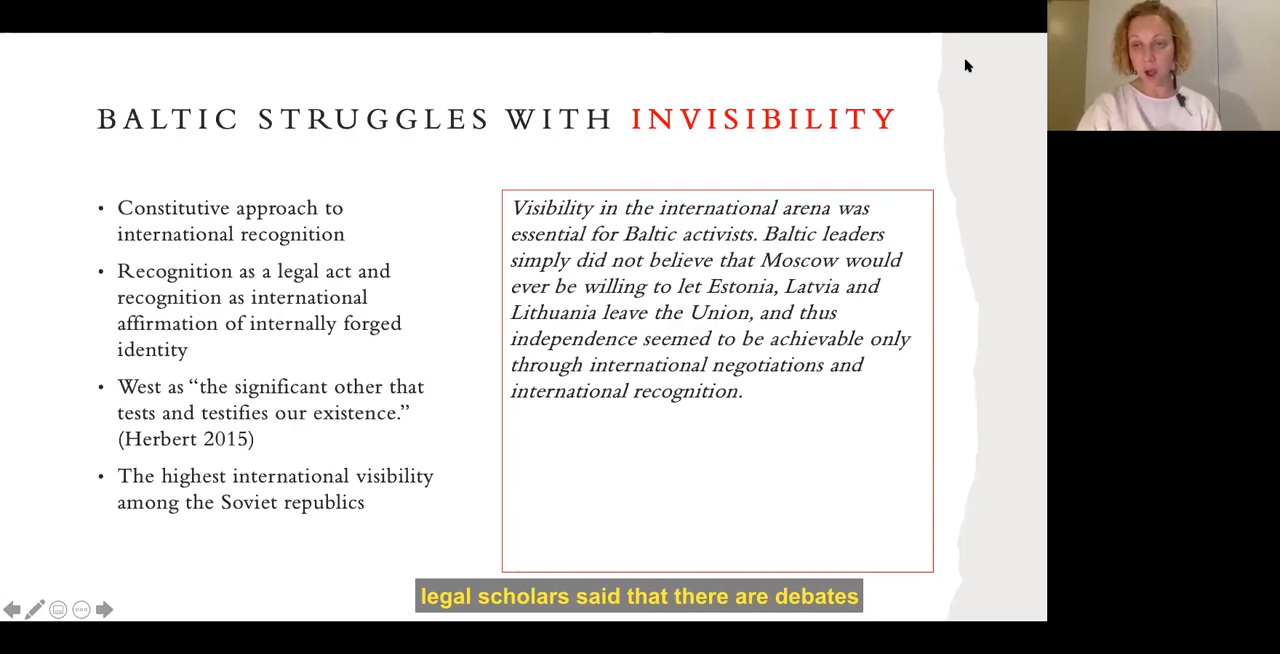 BALTIC STRUGGLES WITH INVISIBILITY
• Constitutive approach to
international recognition
• Recognition as a legal act and
recognition as international
affirmation of internally forged
identity
• West as “the significant other that
tests and testifies our existence.”
(Herbert 2015)
• The highest international visibility
among the Soviet republics
Visibility in the international arena was
essential for Baltic activists. Baltic leaders
simply did not believe that Moscow would
ever be willing to let Estonia, Latvia and
Lithuania leave the Union, and thus
independence seemed to be achievable only
through international negotiations and
international recognition.
legal scholars said that there are debates